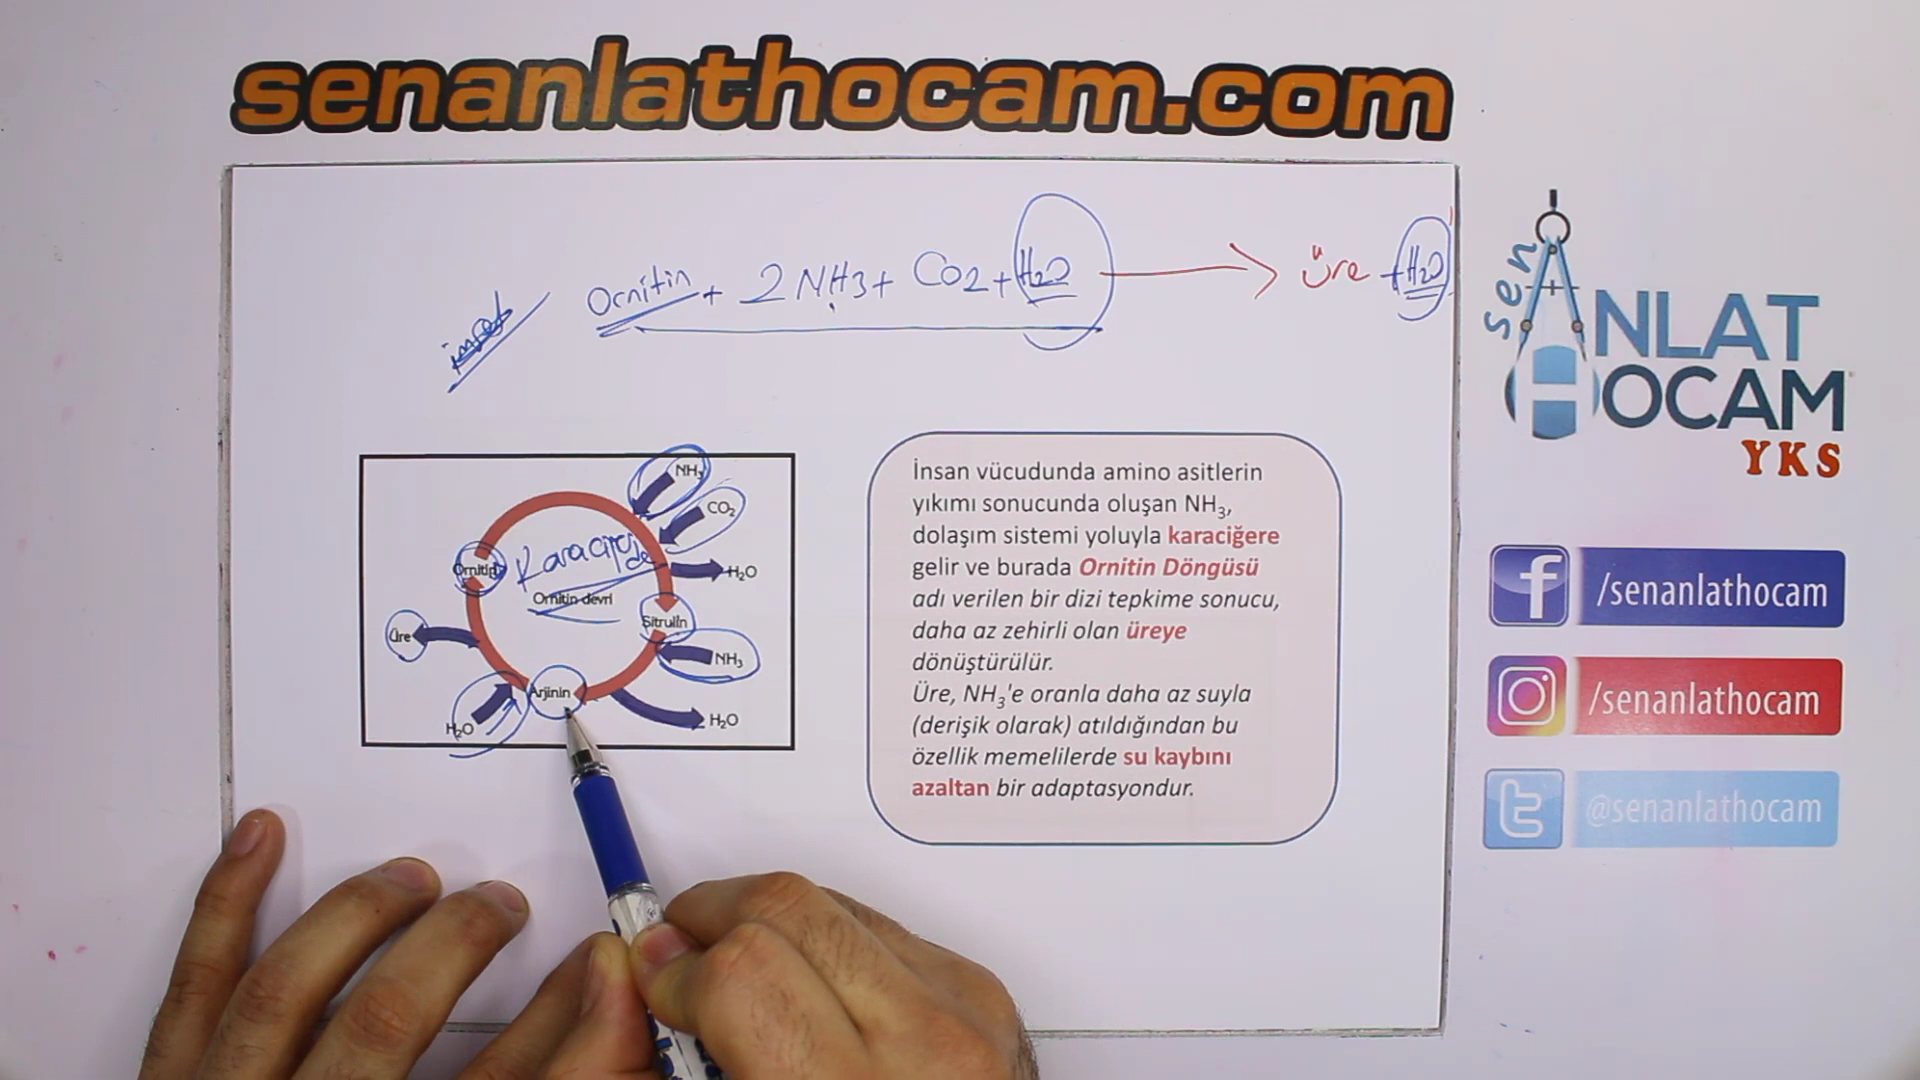 senanlathocam.com
Ornitin + 2NH3 + CO2 + H2O → üre + H2O
sen
ANLAT
HOCAM
YKS
NH₃
CO₂
Karaciğerde
Ornitin
H₂O
Ornitin devri
Sitrulin
Üre
NH₃
Arjinin
H₂O
H₂O
İnsan vücudunda amino asitlerin
yıkımı sonucunda oluşan NH₃,
dolaşım sistemi yoluyla karaciğere
gelir ve burada Ornitin Döngüsü
adı verilen bir dizi tepkime sonucu,
daha az zehirli olan üreye
dönüştürülür.
Üre, NH₃'e oranla daha az suyla
(derişik olarak) atıldığından bu
özellik memelilerde su kaybını
azaltan bir adaptasyondur.
f /senanlathocam
/senanlathocam
t @senanlathocam